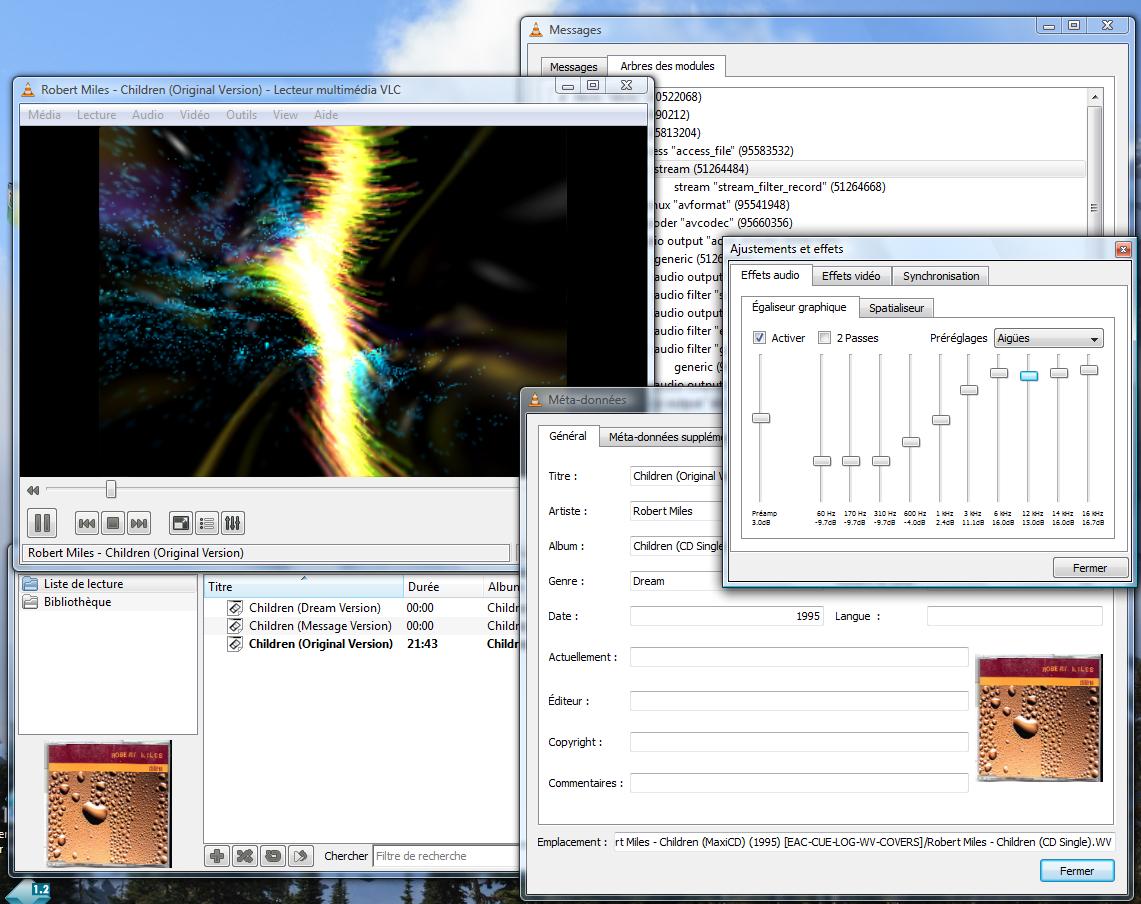 Messages
Messages
Arbres des modules
0522068)
90212)
5813204)
ess "access_file" (95583532)
stream (51264484)
stream "stream_filter_record" (51264668)
nux "avformat" (95541948)
oder "avcodec" (95660356)
io output "ao
generic (5126
audio output
audio filter "s
audio output
audio filter "e
audio filter "g
generic (9
audio output
Robert Miles - Children (Original Version) - Lecteur multimédia VLC
Média Lecture Audio Vidéo Outils View Aide
Robert Miles - Children (Original Version)
Ajustements et effets
Effets audio
Effets vidéo
Synchronisation
Égaliseur graphique
Spatialiseur
Activer
2 Passes
Préréglages
Aigües
Préamp
3.0dB
60 Hz
-9.7dB
170 Hz
-9.7dB
310 Hz
-9.7dB
600 Hz
-4.0dB
1 kHz
2.4dB
3 kHz
11.1dB
6 kHz
16.0dB
12 kHz
15.0dB
14 kHz
16.0dB
16 kHz
16.7dB
Fermer
Méta-données
Général
Méta-données supplém
Titre :
Children (Original V
Artiste :
Robert Miles
Album :
Children (CD Single
Genre :
Dream
Date :
1995
Langue :
Actuellement :
Éditeur :
Copyright :
Commentaires :
ROBERT MILES
Emplacement :
rt Miles - Children (MaxiCD) (1995) [EAC-CUE-LOG-WV-COVERS]/Robert Miles - Children (CD Single).WV
Fermer
Liste de lecture
Bibliothèque
Titre Durée Album
Children (Dream Version) 00:00 Childr
Children (Message Version) 00:00 Childr
Children (Original Version) 21:43 Childr
ROBERT MILES
Chercher
Filtre de recherche
1.2